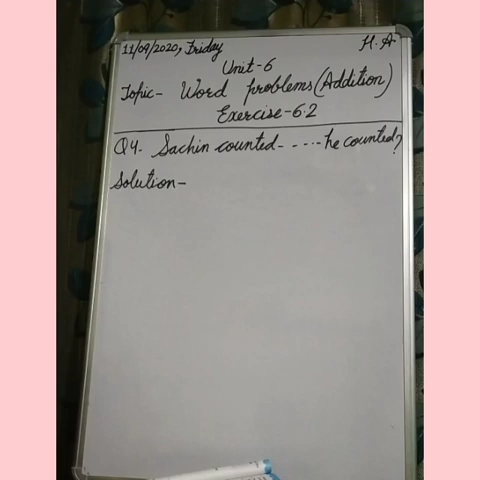 11/09/2020, Friday H.A
Unit-6
Topic- Word problems (Addition)
Exercise-6.2
Q4. Sachin counted- - ---- he counted?
Solution-